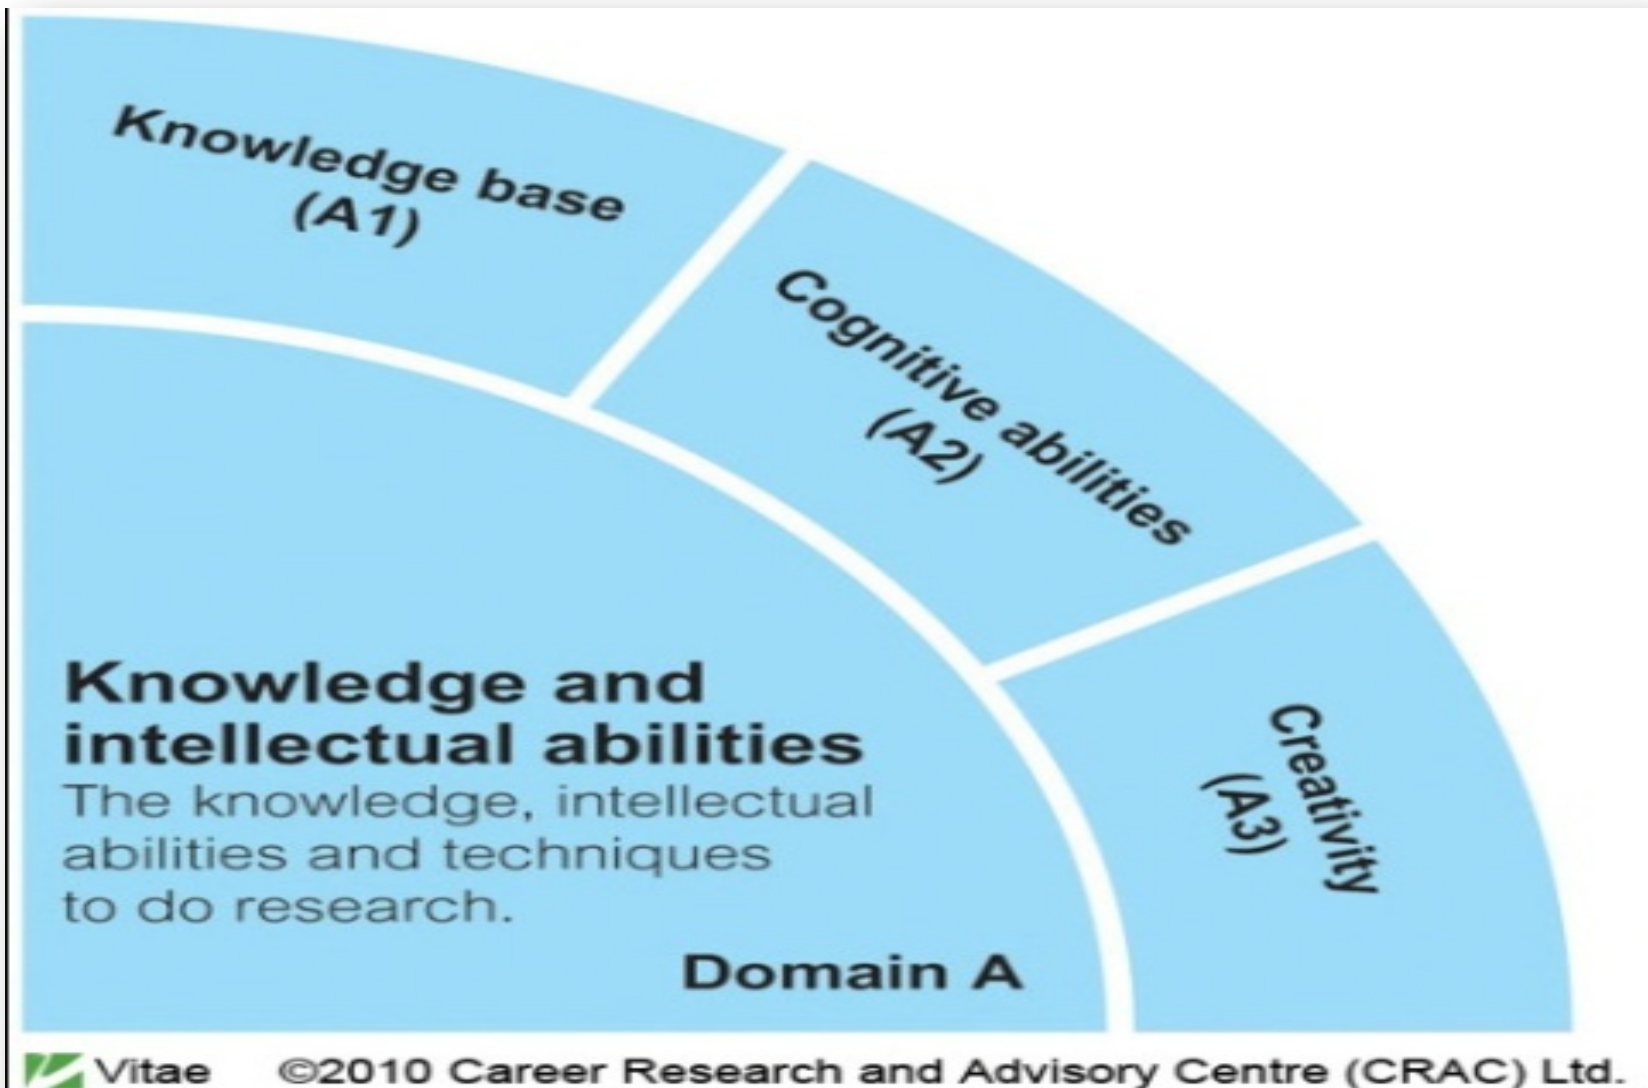 Knowledge base
(A1)
Cognitive abilities
(A2)
Creativity
(A3)
Knowledge and
intellectual abilities
The knowledge, intellectual
abilities and techniques
to do research.
Domain A
Vitae ©2010 Career Research and Advisory Centre (CRAC) Ltd.